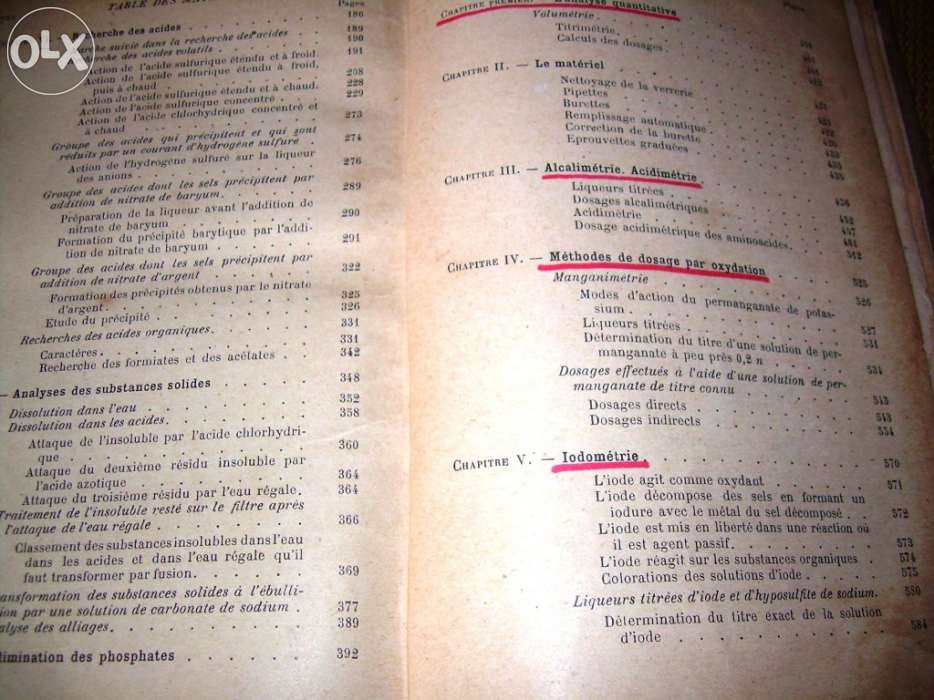 OLX
TABLE DES
Pages
186
Recherche des acides
189
suivie dans la recherche des acides
190
des acides volatils
191
Action de l'acide sulfurique étendu et à froid.
Action de l'acide sulfurique étendu à froid,
puis à chaud
208
Action de l'acide sulfurique étendu et à chaud.
228
Action de l'acide sulfurique concentré
229
Action de l'acide chlorhydrique concentré et
à chaud
273
Groupe des acides qui précipitent et qui sont
réduits par un courant d'hydrogène sulfuré
274
Action de l'hydrogène sulfuré sur la liqueur
des anions
276
Groupe des acides dont les sels précipitent par
addition de nitrate de baryum
289
Préparation de la liqueur avant l'addition de
nitrate de baryum
290
Formation du précipité barytique par l'addi-
tion de nitrate de baryum
291
Groupe des acides dont les sels précipitent par
addition de nitrate d'argent
322
Formation des précipités obtenus par le nitrate
d'argent
325
Etude du précipité
326
Recherches des acides organiques
331
Caractères
331
Recherche des formiates et des acélates
342
— Analyses des substances solides
348
Dissolution dans l'eau
352
Dissolution dans les acides
358
Attaque de l'insoluble par l'acide chlorhydri-
que
360
Attaque du deuxième résidu insoluble par
l'acide azotique
364
Attaque du troisième résidu par l'eau régale.
364
Traitement de l'insoluble resté sur le filtre après
l'attaque de l'eau régale
366
Classement des substances insolubles dans l'eau
dans les acides et dans l'eau régale qu'il
faut transformer par fusion
369
ansformation des substances solides à l'ébulli-
ion par une solution de carbonate de sodium
377
alyse des alliages
389
limination des phosphates
392
CHAPITRE PREMIER. — L'analyse quantitative
Volumétrie
Titrimétrie
Calculs des dosages
CHAPITRE II. — Le matériel
Nettoyage de la verrerie
Pipettes
Burettes
Remplissage automatique
Correction de la burette
Eprouvettes graduées
CHAPITRE III. — Alcalimétrie. Acidimétrie
Liqueurs titrées
Dosages alcalimétriques
Acidimétrie
Dosage acidimétrique des aminoacides
CHAPITRE IV. — Méthodes de dosage par oxydation
Manganimétrie
525
Modes d'action du permanganate de potas-
sium
526
Liqueurs titrées
527
Détermination du titre d'une solution de per-
manganate à peu près 0,2 n
531
Dosages effectués à l'aide d'une solution de per-
manganate de titre connu
Dosages directs
543
Dosages indirects
554
CHAPITRE V. — Iodométrie
570
L'iode agit comme oxydant
571
L'iode décompose des sels en formant un
iodure avec le métal du sel décomposé
572
L'iode est mis en liberté dans une réaction où
il est agent passif
573
L'iode réagit sur les substances organiques
574
Colorations des solutions d'iode
575
Liqueurs titrées d'iode et d'hyposulfite de sodium.
580
Détermination du titre exact de la solution
d'iode
584